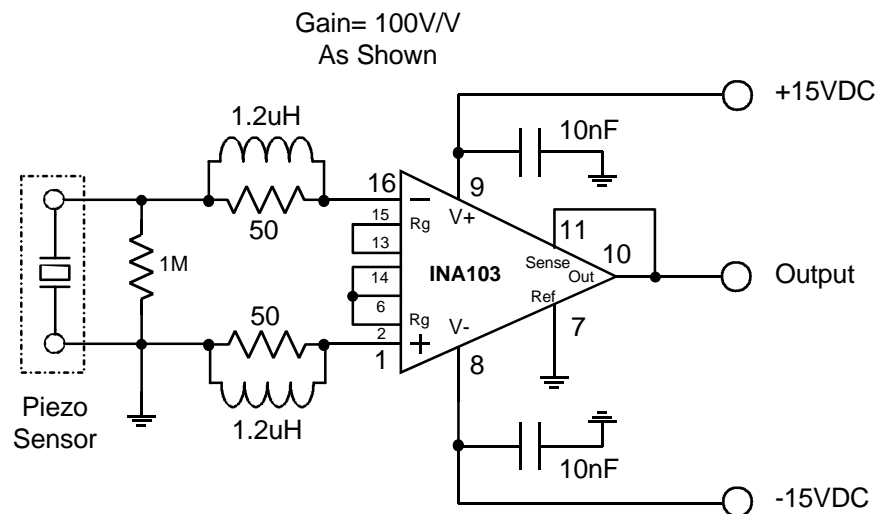 Gain= 100V/V
As Shown
+15VDC
1.2uH
10nF
16
9
50
15
Rg
V+
11
13
1M
14
INA103
Sense
10
Out
Output
6
50
Rg
2
V-
Ref
7
1
8
Piezo
Sensor
1.2uH
10nF
-15VDC